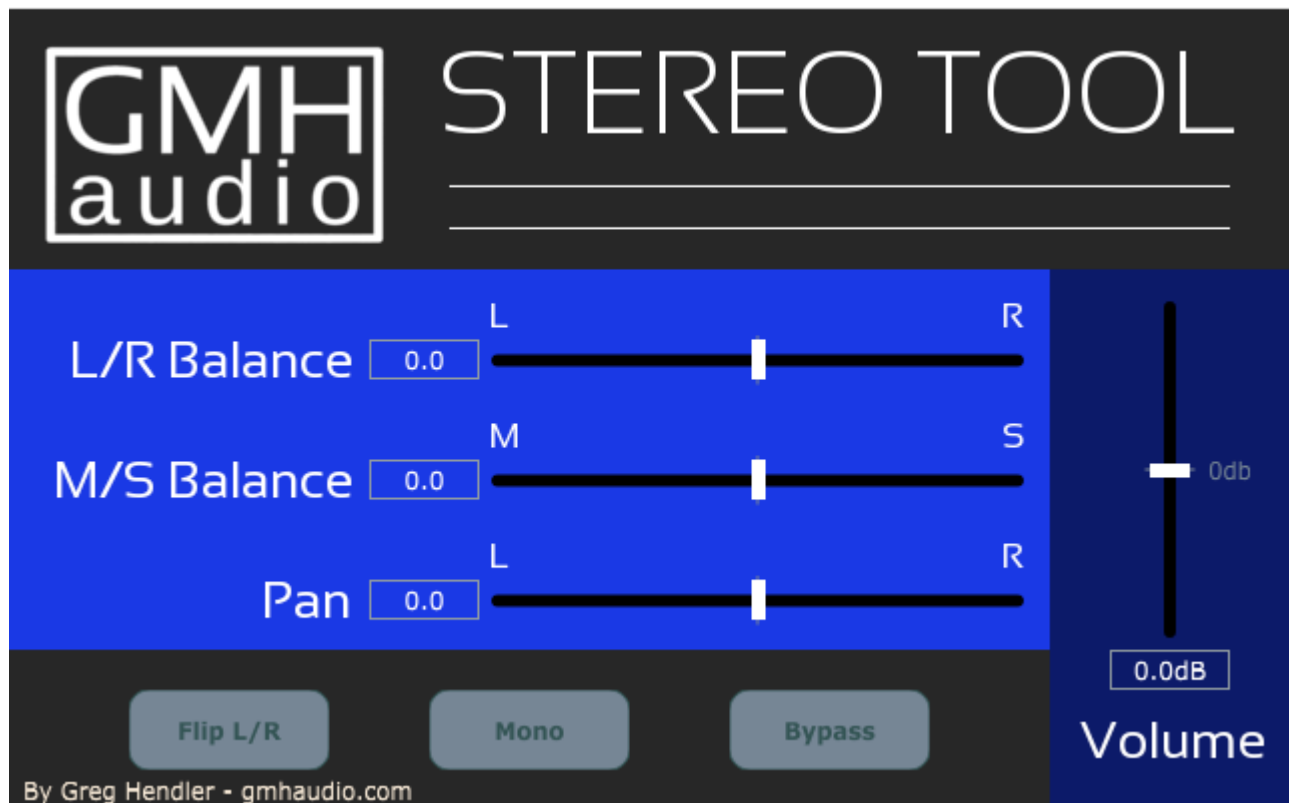 GMH
audio
STEREO TOOL
L R
L/R Balance 0.0
M S
M/S Balance 0.0
L R
Pan 0.0
0db
0.0dB
Volume
Flip L/R Mono Bypass
By Greg Hendler - gmhaudio.com